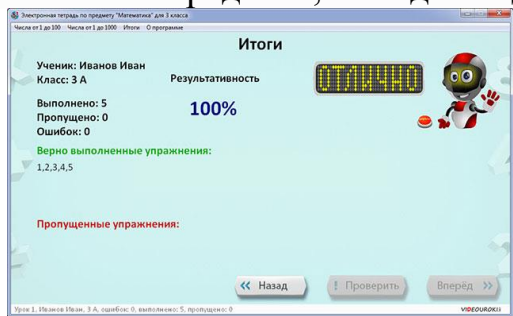 Электронная тетрадь по предмету "Математика" для 3 класса
Числа от 1 до 100 Числа от 1 до 1000 Итоги О программе
Итоги
Ученик: Иванов Иван
Класс: 3 А
Результативность
ОТЛИЧНО
Выполнено: 5
Пропущено: 0
Ошибок: 0
100%
Верно выполненные упражнения:
1,2,3,4,5
Пропущенные упражнения:
« Назад
! Проверить
Вперёд »
Урок 1, Иванов Иван, 3 А, ошибок: 0, выполнено: 5, пропущено: 0
VIDEOUROKI